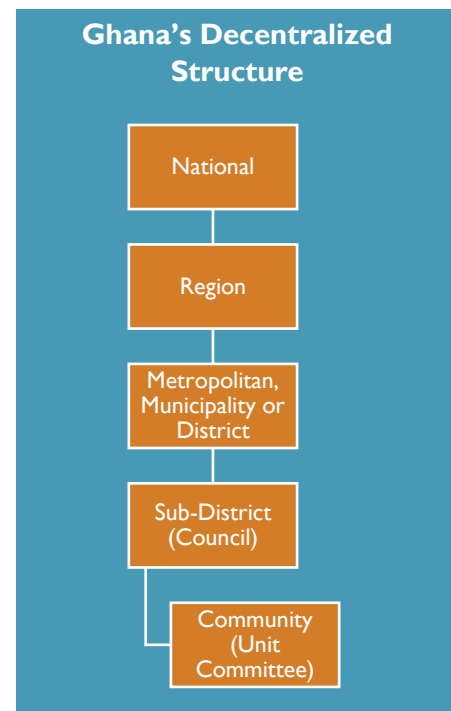 Ghana's Decentralized
Structure
National
Region
Metropolitan,
Municipality or
District
Sub-District
(Council)
Community
(Unit
Committee)